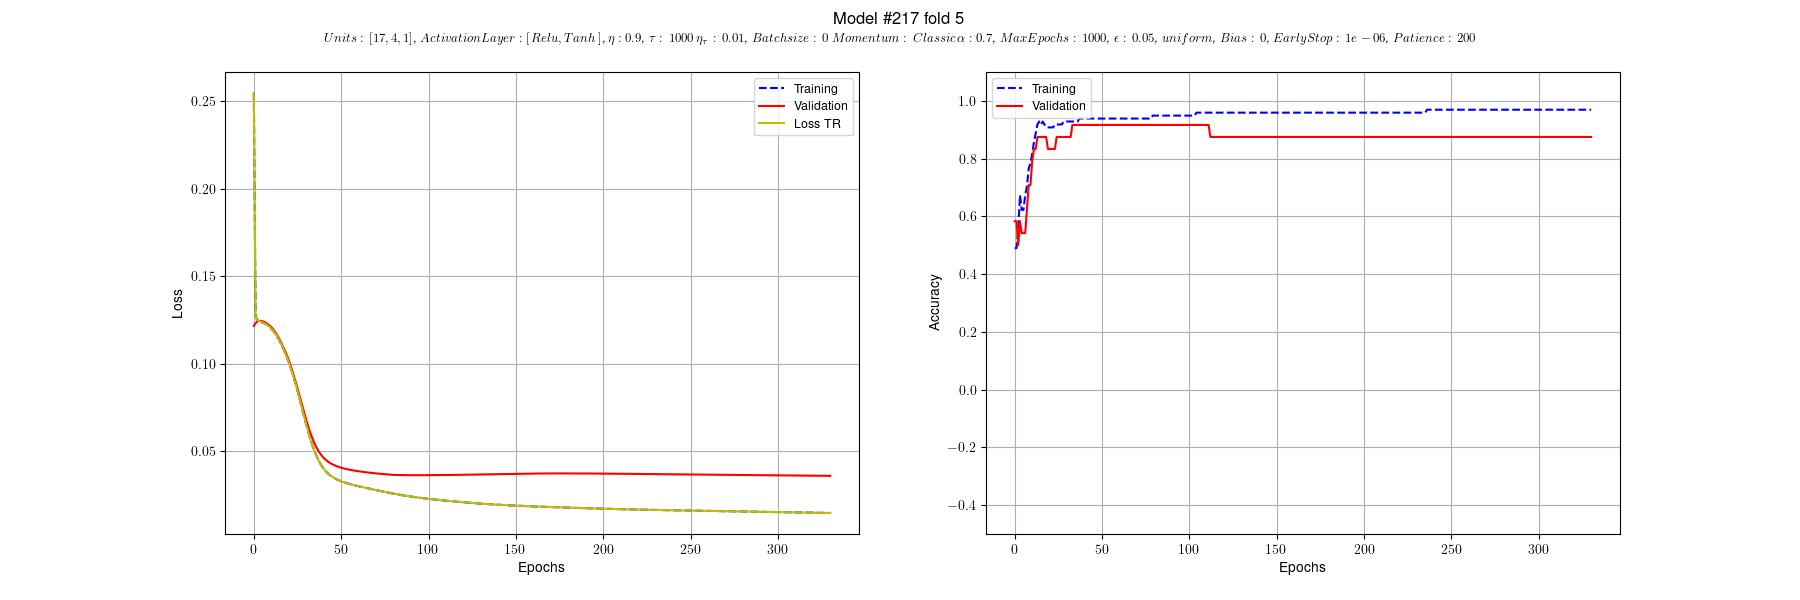 Model #217 fold 5
Units : [17, 4, 1], ActivationLayer : [Relu, Tanh], η : 0.9, τ : 1000 η_τ : 0.01, Batchsize : 0 Momentum : Classicα : 0.7, MaxEpochs : 1000, ϵ : 0.05, uniform, Bias : 0, EarlyStop : 1e − 06, Patience : 200
Training
Validation
Loss TR
0.25
0.20
0.15
0.10
0.05
Loss
0 50 100 150 200 250 300
Epochs
Training
Validation
1.0
0.8
0.6
0.4
0.2
0.0
−0.2
−0.4
Accuracy
0 50 100 150 200 250 300
Epochs